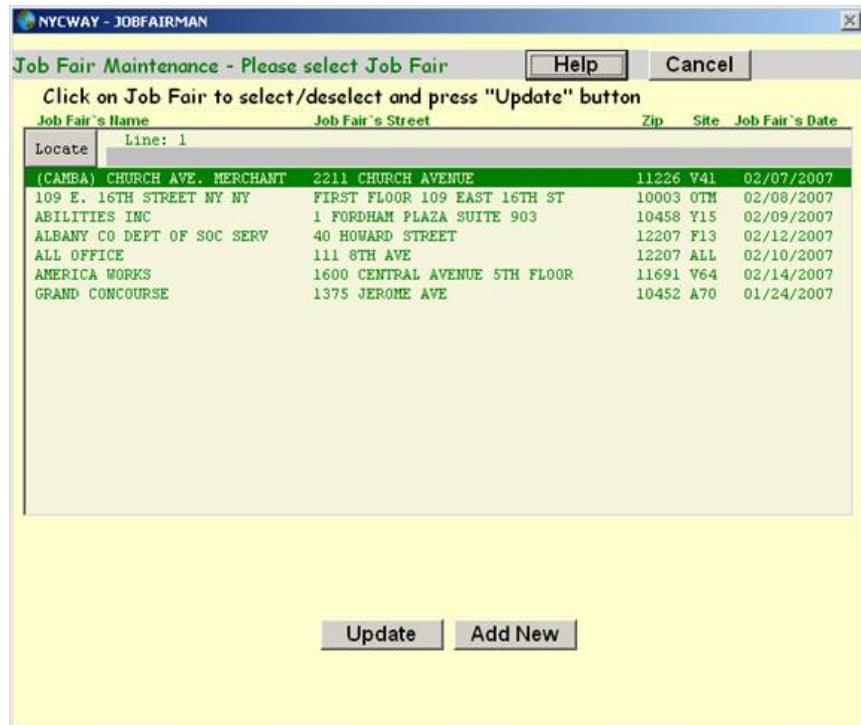 NYCWAY - JOBFAIRMAN
Job Fair Maintenance - Please select Job Fair Help Cancel
Click on Job Fair to select/deselect and press "Update" button
Job Fair`s Name Job Fair`s Street Zip Site Job Fair`s Date
Locate Line: 1
(CAMBA) CHURCH AVE. MERCHANT 2211 CHURCH AVENUE 11226 V41 02/07/2007
109 E. 16TH STREET NY NY FIRST FLOOR 109 EAST 16TH ST 10003 OTM 02/08/2007
ABILITIES INC 1 FORDHAM PLAZA SUITE 903 10458 Y15 02/09/2007
ALBANY CO DEPT OF SOC SERV 40 HOWARD STREET 12207 F13 02/12/2007
ALL OFFICE 111 8TH AVE 12207 ALL 02/10/2007
AMERICA WORKS 1600 CENTRAL AVENUE 5TH FLOOR 11691 V64 02/14/2007
GRAND CONCOURSE 1375 JEROME AVE 10452 A70 01/24/2007
Update Add New